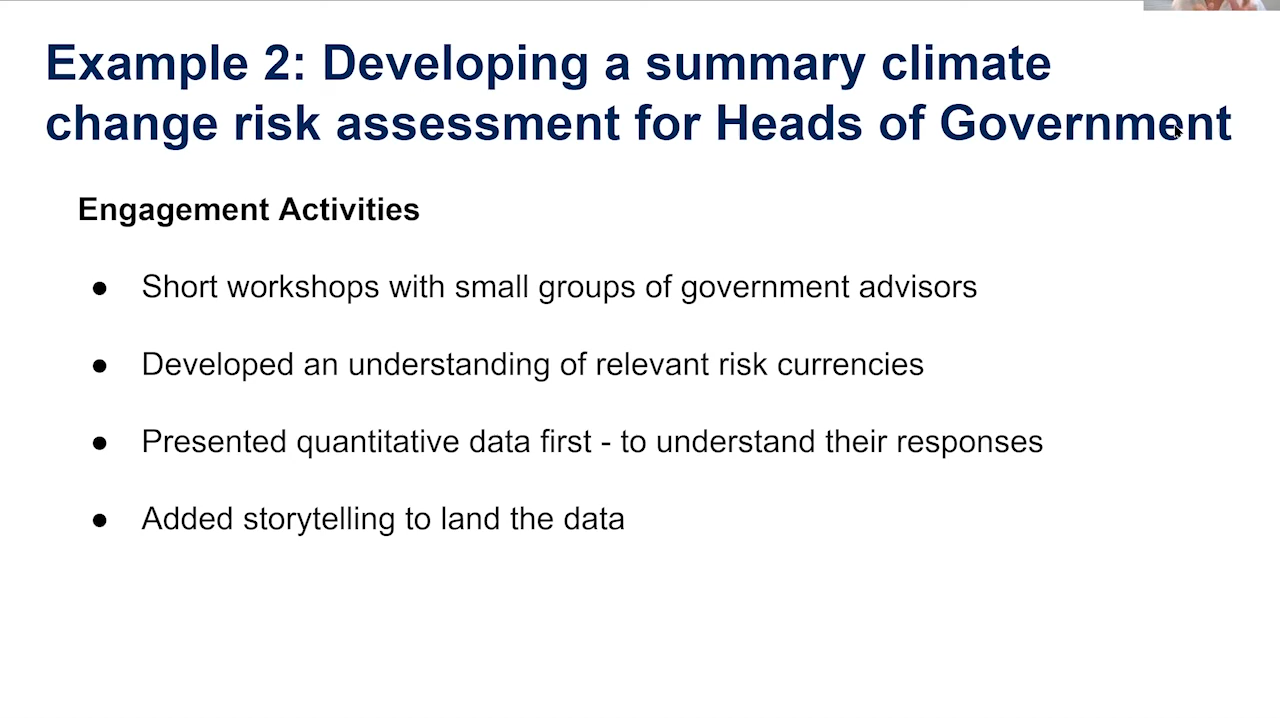 Example 2: Developing a summary climate
change risk assessment for Heads of Government
Engagement Activities
● Short workshops with small groups of government advisors
● Developed an understanding of relevant risk currencies
● Presented quantitative data first - to understand their responses
● Added storytelling to land the data